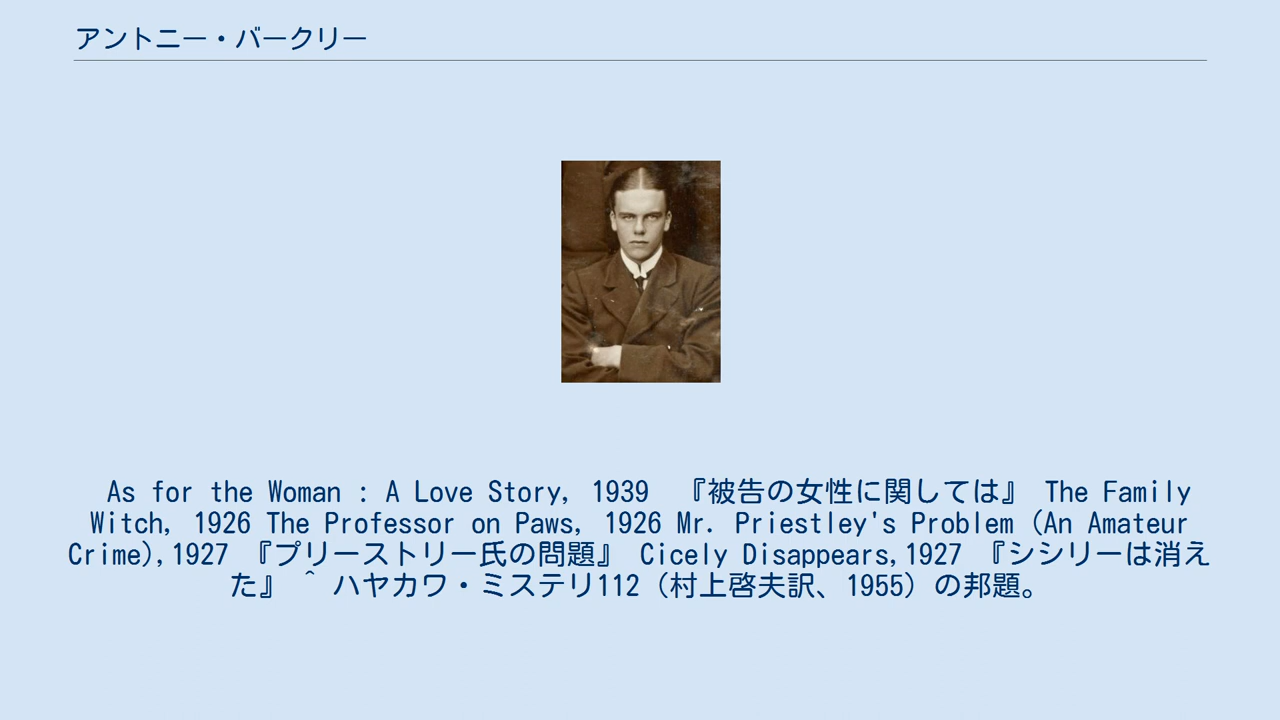 アントニー・バークリー
As for the Woman : A Love Story, 1939　『被告の女性に関しては』 The Family
Witch, 1926 The Professor on Paws, 1926 Mr. Priestley's Problem (An Amateur
Crime),1927 『プリーストリー氏の問題』 Cicely Disappears,1927 『シシリーは消え
た』 ^ ハヤカワ・ミステリ112（村上啓夫訳、1955）の邦題。